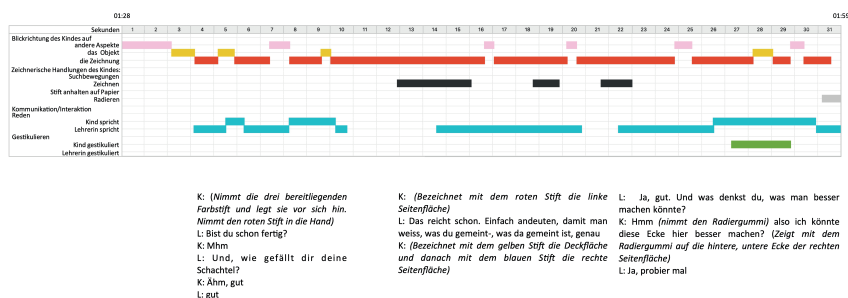 01:28
01:59
Sekunden 1 2 3 4 5 6 7 8 9 10 11 12 13 14 15 16 17 18 19 20 21 22 23 24 25 26 27 28 29 30 31
Blickrichtung des Kindes auf
andere Aspekte
das Objekt
die Zeichnung
Zeichnerische Handlungen des Kindes:
Suchbewegungen
Zeichnen
Stift anhalten auf Papier
Radieren
Kommunikation/Interaktion
Reden
Kind spricht
Lehrerin spricht
Gestikulieren
Kind gestikuliert
Lehrerin gestikuliert
K: (Nimmt die drei bereitliegenden
Farbstift und legt sie vor sich hin.
Nimmt den roten Stift in die Hand)
L: Bist du schon fertig?
K: Mhm
L: Und, wie gefällt dir deine
Schachtel?
K: Ähm, gut
L: gut
K: (Bezeichnet mit dem roten Stift die linke
Seitenfläche)
L: Das reicht schon. Einfach andeuten, damit man
weiss, was du gemeint-, was da gemeint ist, genau
K: (Bezeichnet mit dem gelben Stift die Deckfläche
und danach mit dem blauen Stift die rechte
Seitenfläche)
L: Ja, gut. Und was denkst du, was man besser
machen könnte?
K: Hmm (nimmt den Radiergummi) also ich könnte
diese Ecke hier besser machen? (Zeigt mit dem
Radiergummi auf die hintere, untere Ecke der rechten
Seitenfläche)
L: Ja, probier mal